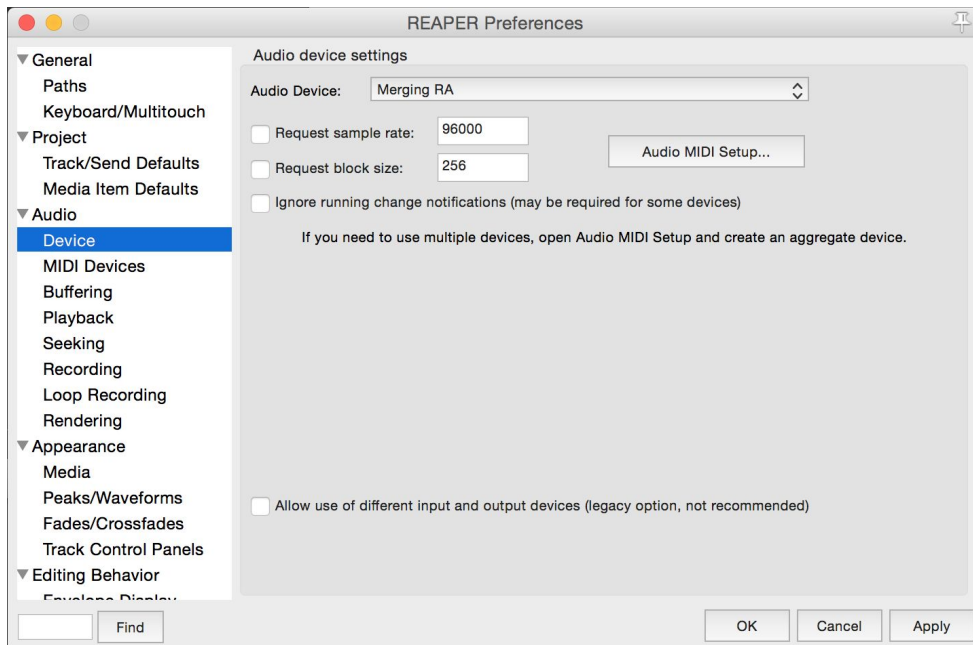 REAPER Preferences
General
Paths
Keyboard/Multitouch
Project
Track/Send Defaults
Media Item Defaults
Audio
Device
MIDI Devices
Buffering
Playback
Seeking
Recording
Loop Recording
Rendering
Appearance
Media
Peaks/Waveforms
Fades/Crossfades
Track Control Panels
Editing Behavior
Envelope Display
Find
Audio device settings
Audio Device: Merging RA
Request sample rate: 96000
Request block size: 256
Audio MIDI Setup...
Ignore running change notifications (may be required for some devices)
If you need to use multiple devices, open Audio MIDI Setup and create an aggregate device.
Allow use of different input and output devices (legacy option, not recommended)
OK Cancel Apply